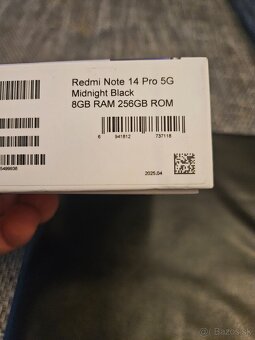 Redmi Note 14 Pro 5G
Midnight Black
8GB RAM 256GB ROM
6 941812 737118
2025.04
Bazos.sk